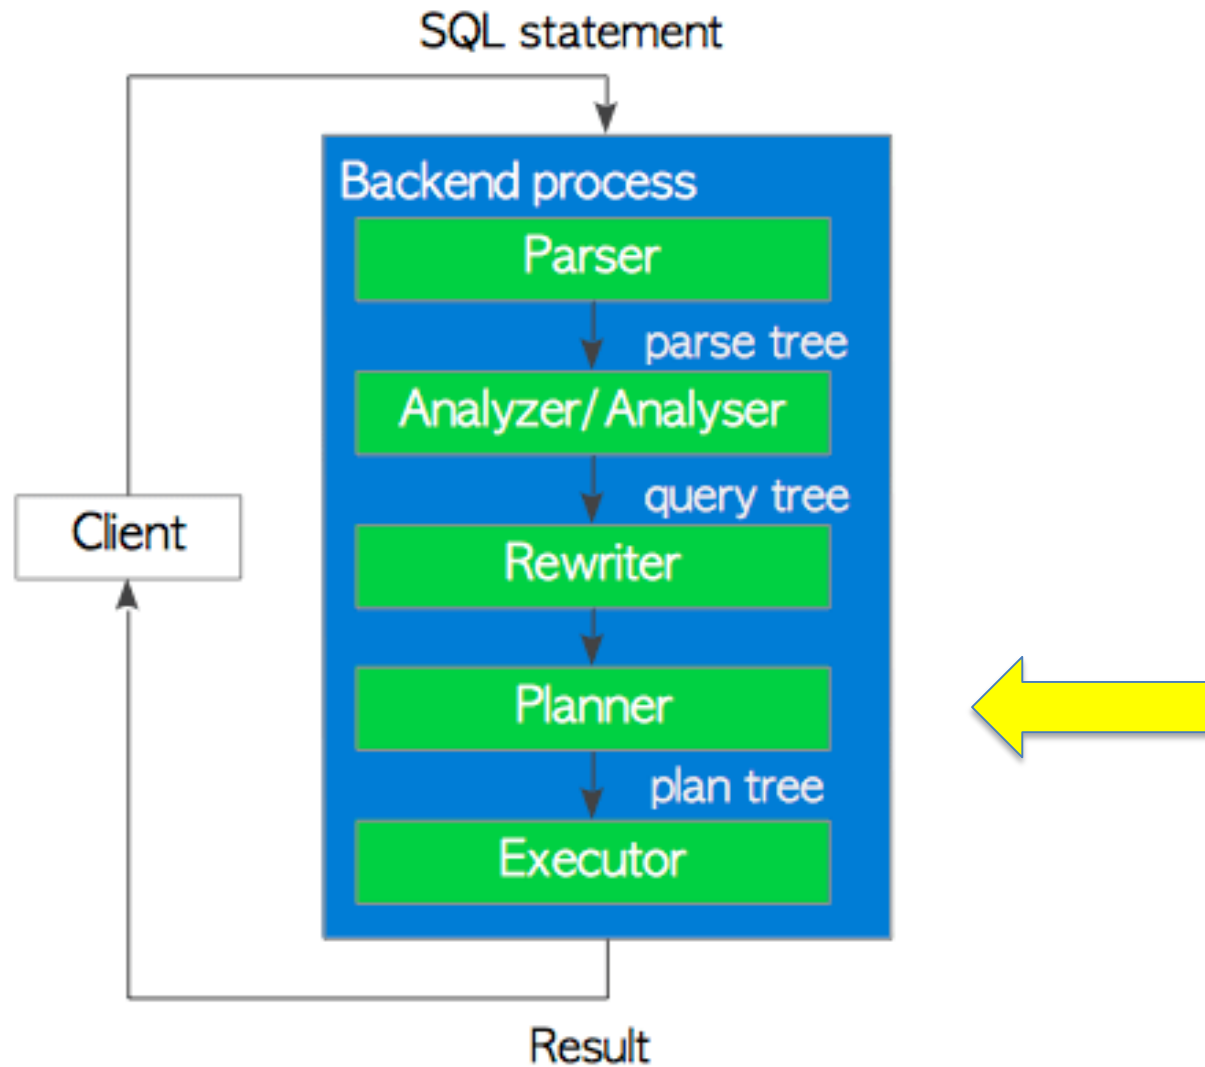 SQL statement
Backend process
Parser
parse tree
Analyzer/Analyser
query tree
Client
Rewriter
Planner
plan tree
Executor
Result